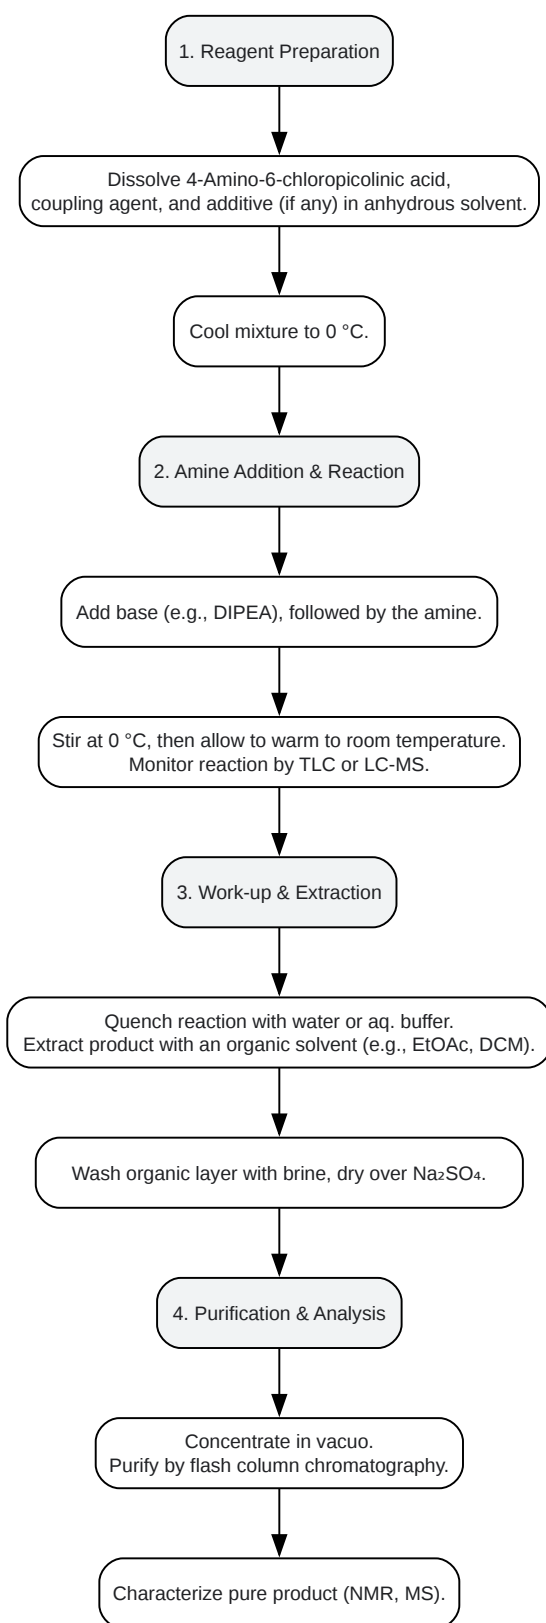 1. Reagent Preparation
Dissolve 4-Amino-6-chloropicolinic acid,
coupling agent, and additive (if any) in anhydrous solvent.
Cool mixture to 0 °C.
2. Amine Addition & Reaction
Add base (e.g., DIPEA), followed by the amine.
Stir at 0 °C, then allow to warm to room temperature.
Monitor reaction by TLC or LC-MS.
3. Work-up & Extraction
Quench reaction with water or aq. buffer.
Extract product with an organic solvent (e.g., EtOAc, DCM).
Wash organic layer with brine, dry over Na₂SO₄.
4. Purification & Analysis
Concentrate in vacuo.
Purify by flash column chromatography.
Characterize pure product (NMR, MS).